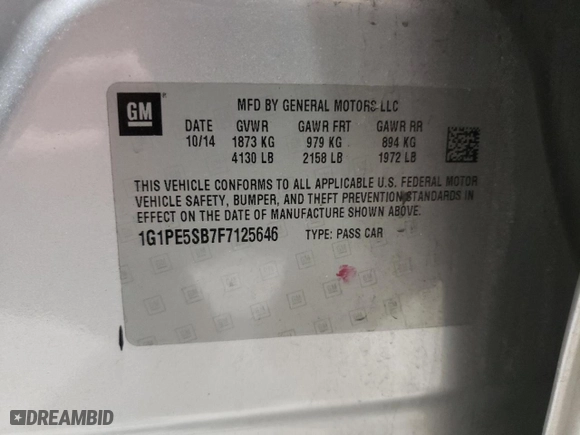 GM
MFD BY GENERAL MOTORS LLC
DATE GVWR GAWR FRT GAWR RR
10/14 1873 KG 979 KG 894 KG
4130 LB 2158 LB 1972 LB
THIS VEHICLE CONFORMS TO ALL APPLICABLE U.S. FEDERAL MOTOR
VEHICLE SAFETY, BUMPER, AND THEFT PREVENTION STANDARDS IN
EFFECT ON THE DATE OF MANUFACTURE SHOWN ABOVE.
1G1PE5SB7F7125646 TYPE: PASS CAR
DREAMBID